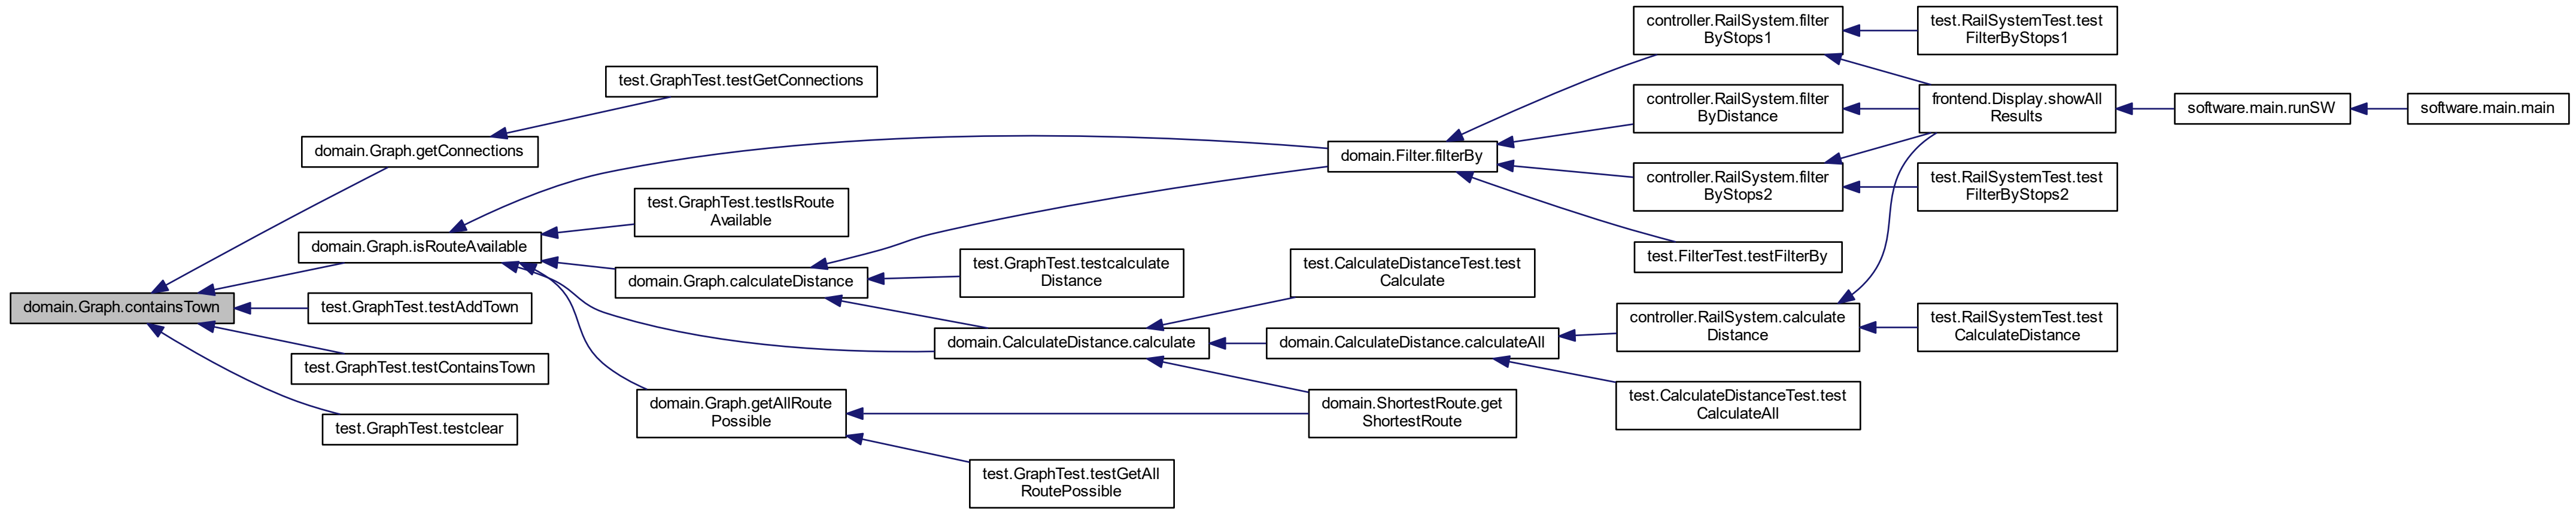 domain.Graph.containsTown
domain.Graph.getConnections
test.GraphTest.testGetConnections
domain.Graph.isRouteAvailable
test.GraphTest.testAddTown
test.GraphTest.testContainsTown
test.GraphTest.testclear
test.GraphTest.testIsRoute
Available
domain.Graph.calculateDistance
domain.Graph.getAllRoute
Possible
test.GraphTest.testcalculate
Distance
domain.CalculateDistance.calculate
test.GraphTest.testGetAll
RoutePossible
domain.Filter.filterBy
test.CalculateDistanceTest.test
Calculate
domain.CalculateDistance.calculateAll
domain.ShortestRoute.get
ShortestRoute
controller.RailSystem.filter
ByStops1
controller.RailSystem.filter
ByDistance
controller.RailSystem.filter
ByStops2
test.FilterTest.testFilterBy
controller.RailSystem.calculate
Distance
test.CalculateDistanceTest.test
CalculateAll
test.RailSystemTest.test
FilterByStops1
frontend.Display.showAll
Results
test.RailSystemTest.test
FilterByStops2
test.RailSystemTest.test
CalculateDistance
software.main.runSW
software.main.main